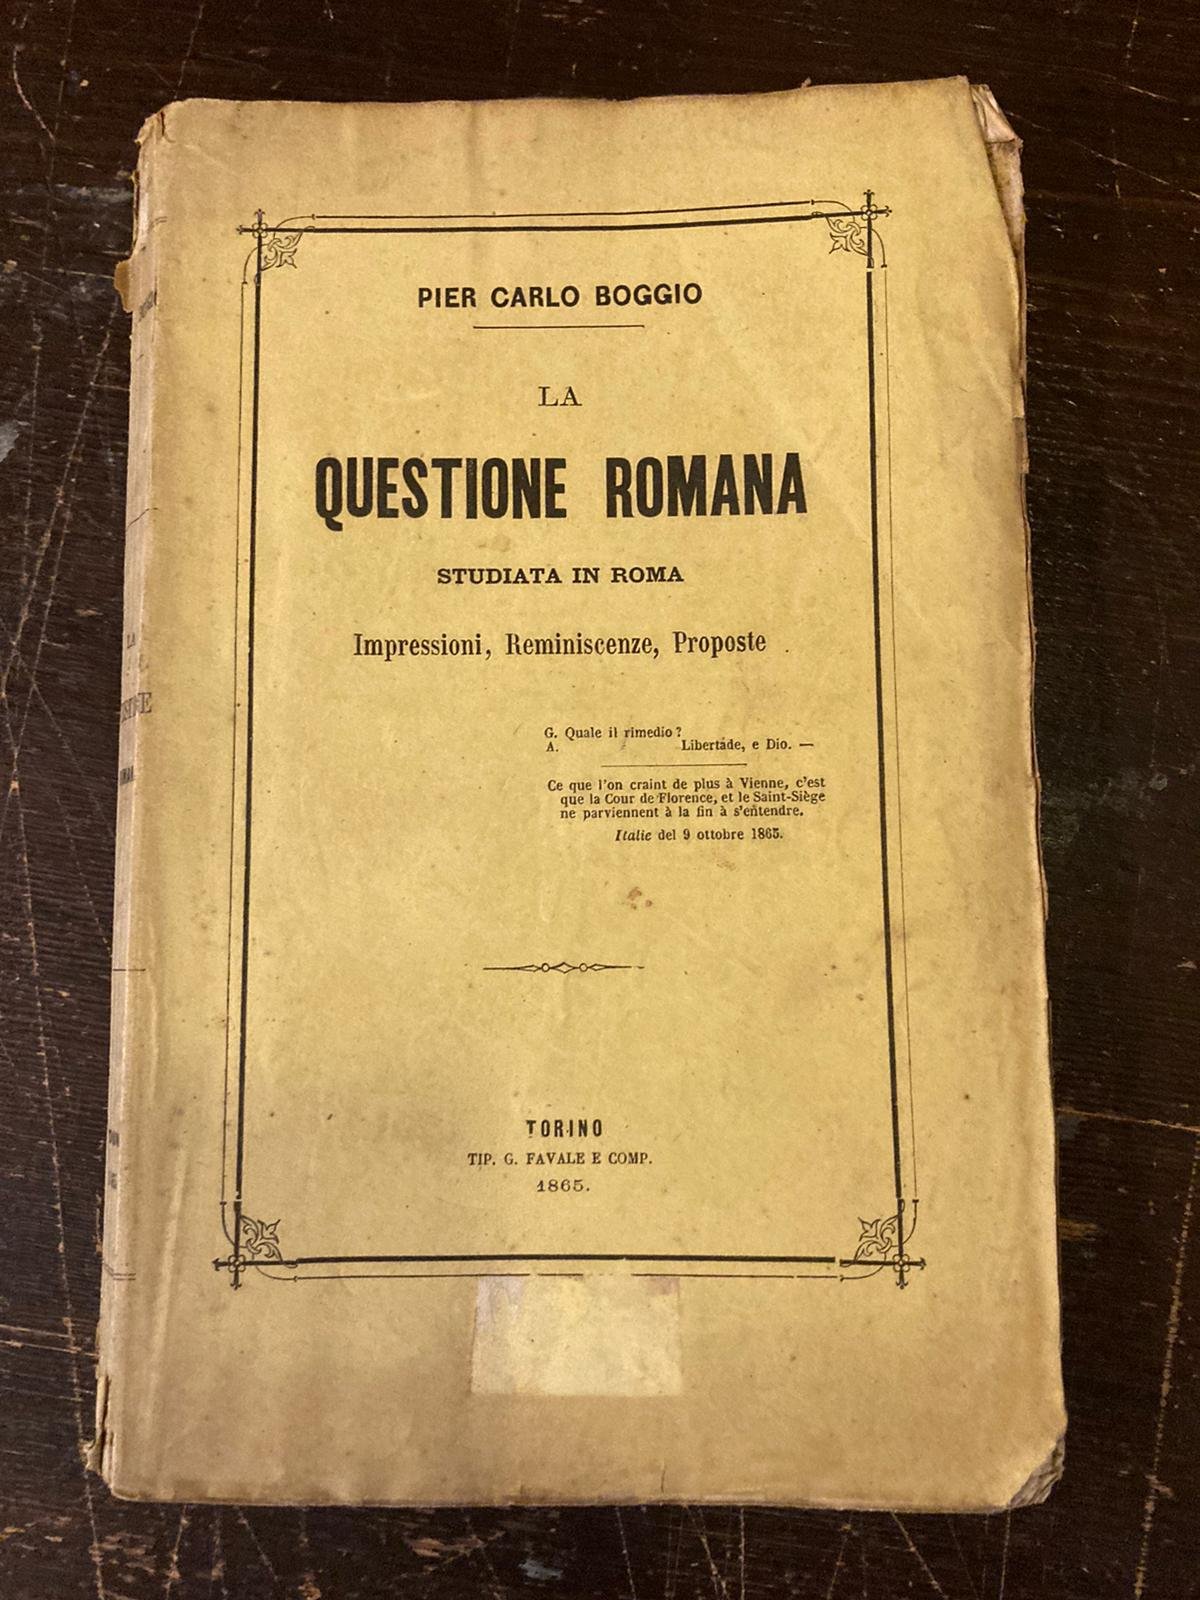 PIER CARLO BOGGIO
LA
QUESTIONE ROMANA
STUDIATA IN ROMA
Impressioni, Reminiscenze, Proposte
G. Quale il rimedio?
A. Libertade, e Dio. —
Ce que l'on craint de plus à Vienne, c'est
que la Cour de Florence, et le Saint-Siège
ne parviennent à la fin à s'entendre.
Italie del 9 ottobre 1865.
TORINO
TIP. G. FAVALE E COMP.
1865.
LA